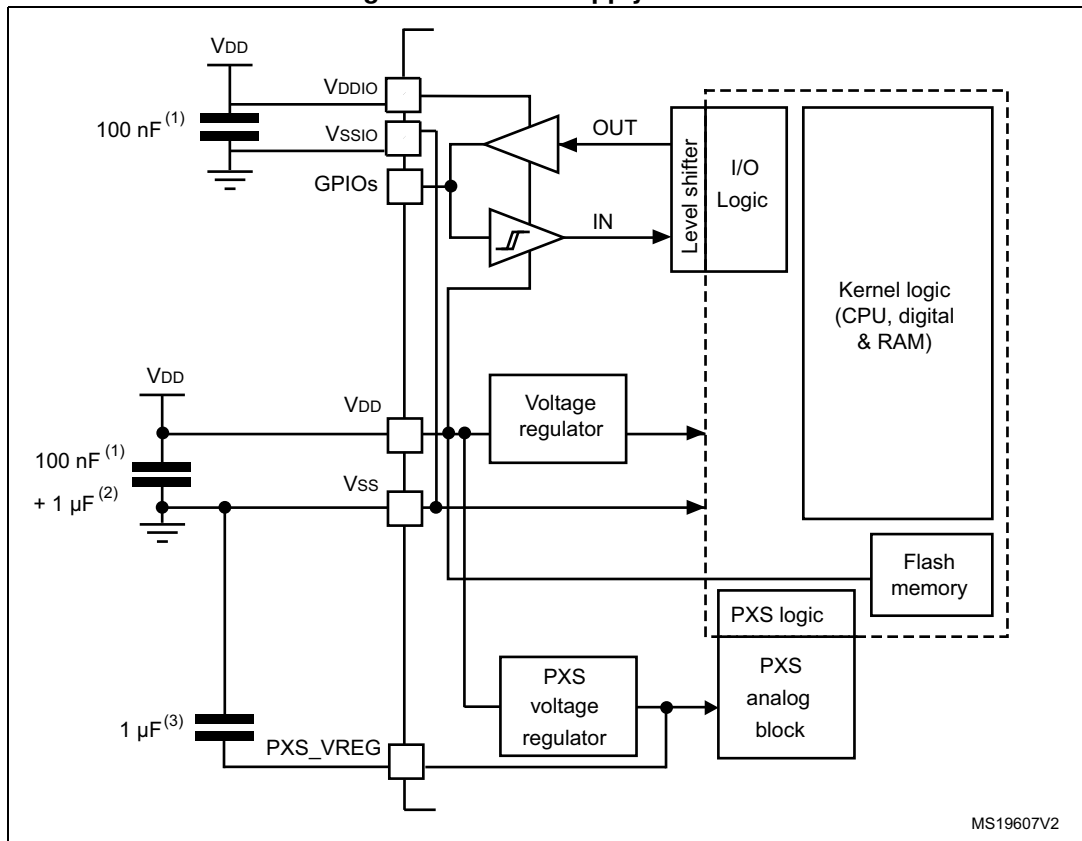 VDD
VDDIO
100 nF(1)
VSSIO
GPIOs
OUT
IN
Level shifter
I/O
Logic
Kernel logic
(CPU, digital
& RAM)
VDD
VDD
Voltage
regulator
100 nF(1)
+ 1 µF(2)
VSS
Flash
memory
PXS logic
PXS
analog
block
PXS
voltage
regulator
1 µF(3)
PXS_VREG
MS19607V2